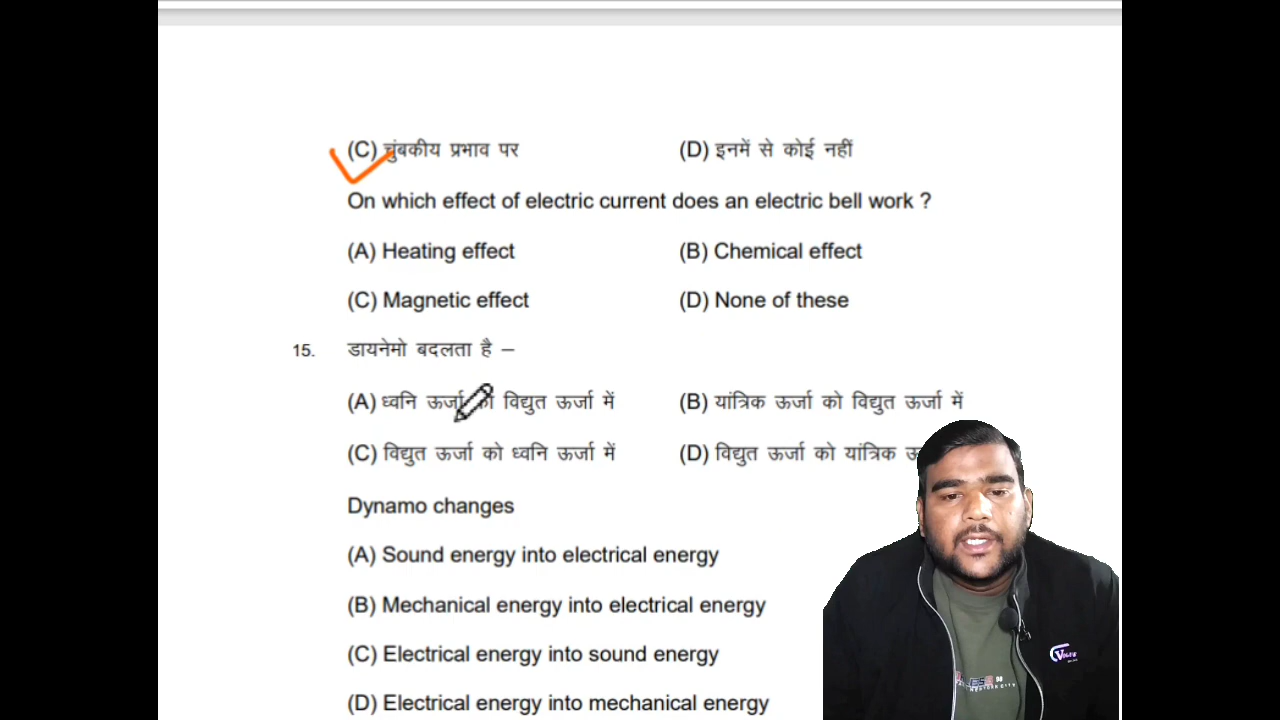 (C) चुंबकीय प्रभाव पर (D) इनमें से कोई नहीं
On which effect of electric current does an electric bell work ?
(A) Heating effect (B) Chemical effect
(C) Magnetic effect (D) None of these
15. डायनेमो बदलता है –
(A) ध्वनि ऊर्जा को विद्युत ऊर्जा में (B) यांत्रिक ऊर्जा को विद्युत ऊर्जा में
(C) विद्युत ऊर्जा को ध्वनि ऊर्जा में (D) विद्युत ऊर्जा को यांत्रिक
Dynamo changes
(A) Sound energy into electrical energy
(B) Mechanical energy into electrical energy
(C) Electrical energy into sound energy
(D) Electrical energy into mechanical energy